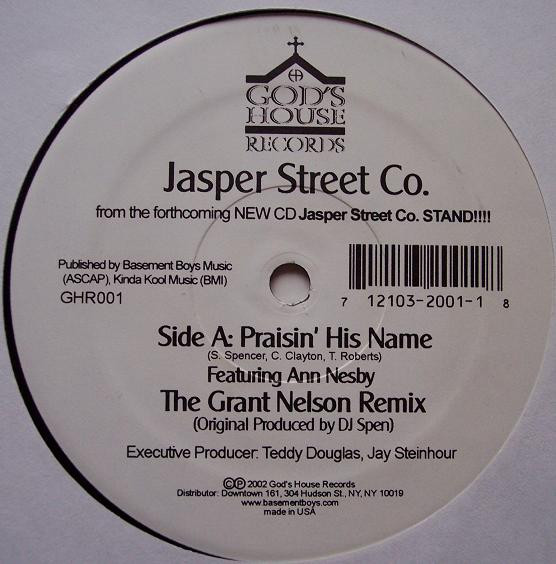 GOD'S
HOUSE
RECORDS
Jasper Street Co.
from the forthcoming NEW CD Jasper Street Co. STAND!!!!
Published by Basement Boys Music
(ASCAP), Kinda Kool Music (BMI)
GHR001
7 12103-2001-1 8
Side A: Praisin' His Name
(S. Spencer, C. Clayton, T. Roberts)
Featuring Ann Nesby
The Grant Nelson Remix
(Original Produced by DJ Spen)
Executive Producer: Teddy Douglas, Jay Steinhour
©℗ 2002 God's House Records
Distributor: Downtown 161, 304 Hudson St., NY, NY 10019
www.basementboys.com
made in USA